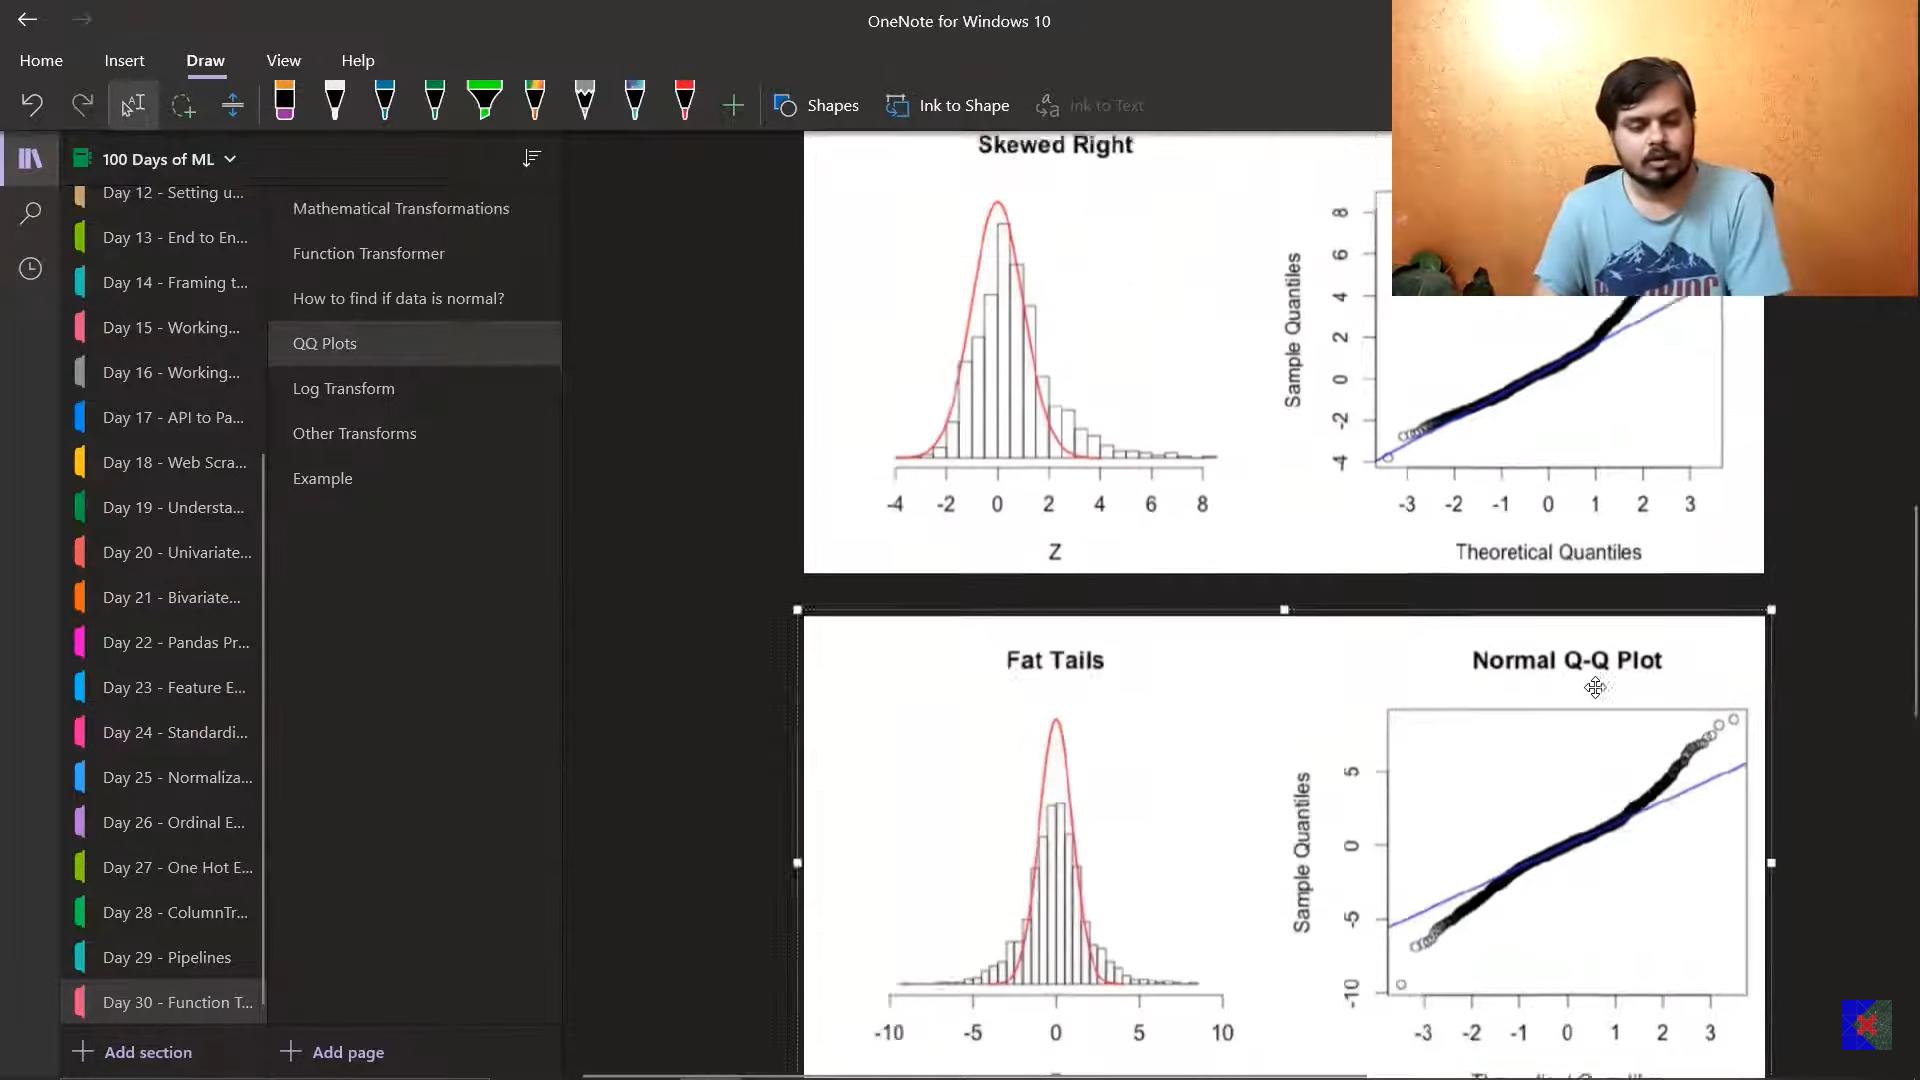 OneNote for Windows 10
Home Insert Draw View Help
Shapes Ink to Shape Ink to Text
100 Days of ML
Day 12 - Setting u...
Day 13 - End to En...
Day 14 - Framing t...
Day 15 - Working...
Day 16 - Working...
Day 17 - API to Pa...
Day 18 - Web Scra...
Day 19 - Understa...
Day 20 - Univariate...
Day 21 - Bivariate...
Day 22 - Pandas Pr...
Day 23 - Feature E...
Day 24 - Standardi...
Day 25 - Normaliza...
Day 26 - Ordinal E...
Day 27 - One Hot E...
Day 28 - ColumnTr...
Day 29 - Pipelines
Day 30 - Function T...
Add section
Mathematical Transformations
Function Transformer
How to find if data is normal?
QQ Plots
Log Transform
Other Transforms
Example
Add page
Skewed Right
-4 -2 0 2 4 6 8
Z
Sample Quantiles
8
6
4
2
0
-2
-4
-3 -2 -1 0 1 2 3
Theoretical Quantiles
Fat Tails
-10 -5 0 5 10
Normal Q-Q Plot
Sample Quantiles
5
0
-5
-10
-3 -2 -1 0 1 2 3